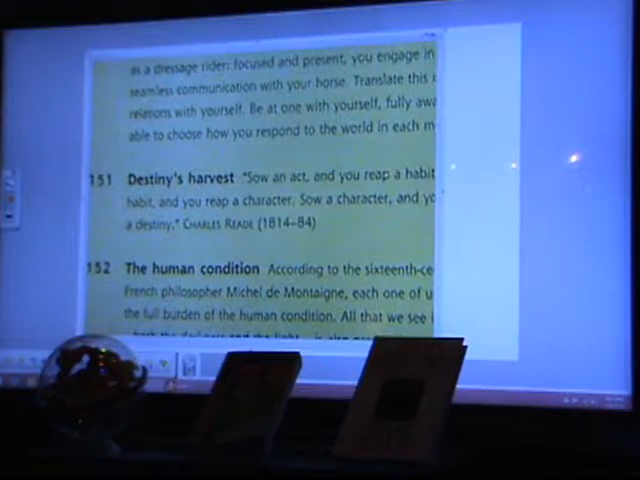 as a dressage rider: focused and present, you engage in
seamless communication with your horse. Translate this
relations with yourself. Be at one with yourself, fully
able to choose how you respond to the world in each
151 Destiny's harvest "Sow an act, and you reap a habit
habit, and you reap a character. Sow a character, and
a destiny." CHARLES READE (1814–84)
152 The human condition According to the sixteenth-ce
French philosopher Michel de Montaigne, each one of
the full burden of the human condition. All that we see